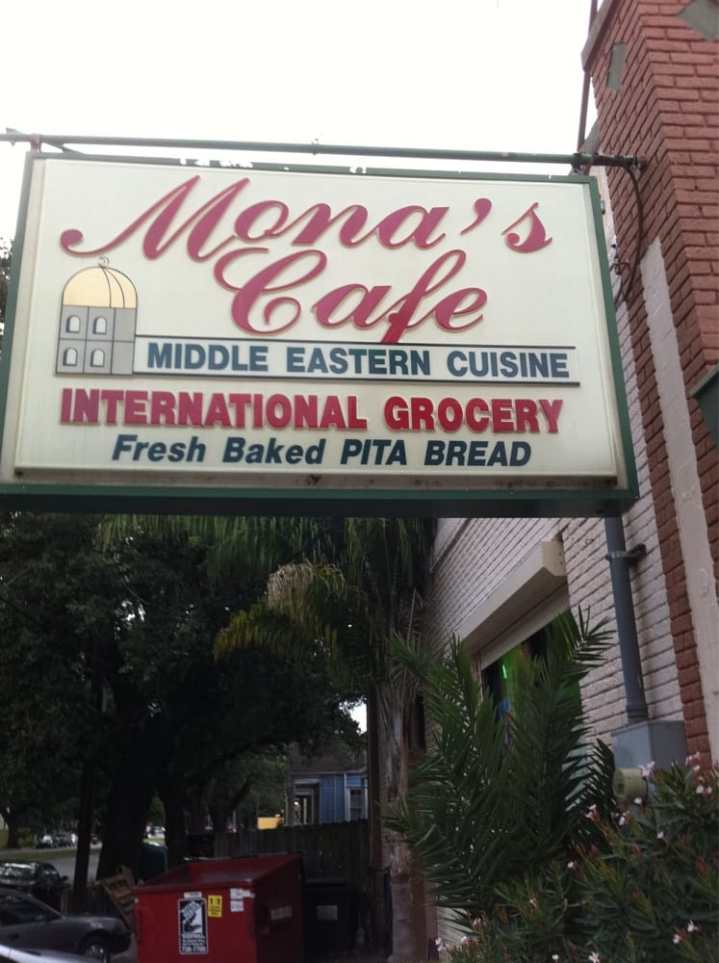 Mona's
Cafe
MIDDLE EASTERN CUISINE
INTERNATIONAL GROCERY
Fresh Baked PITA BREAD